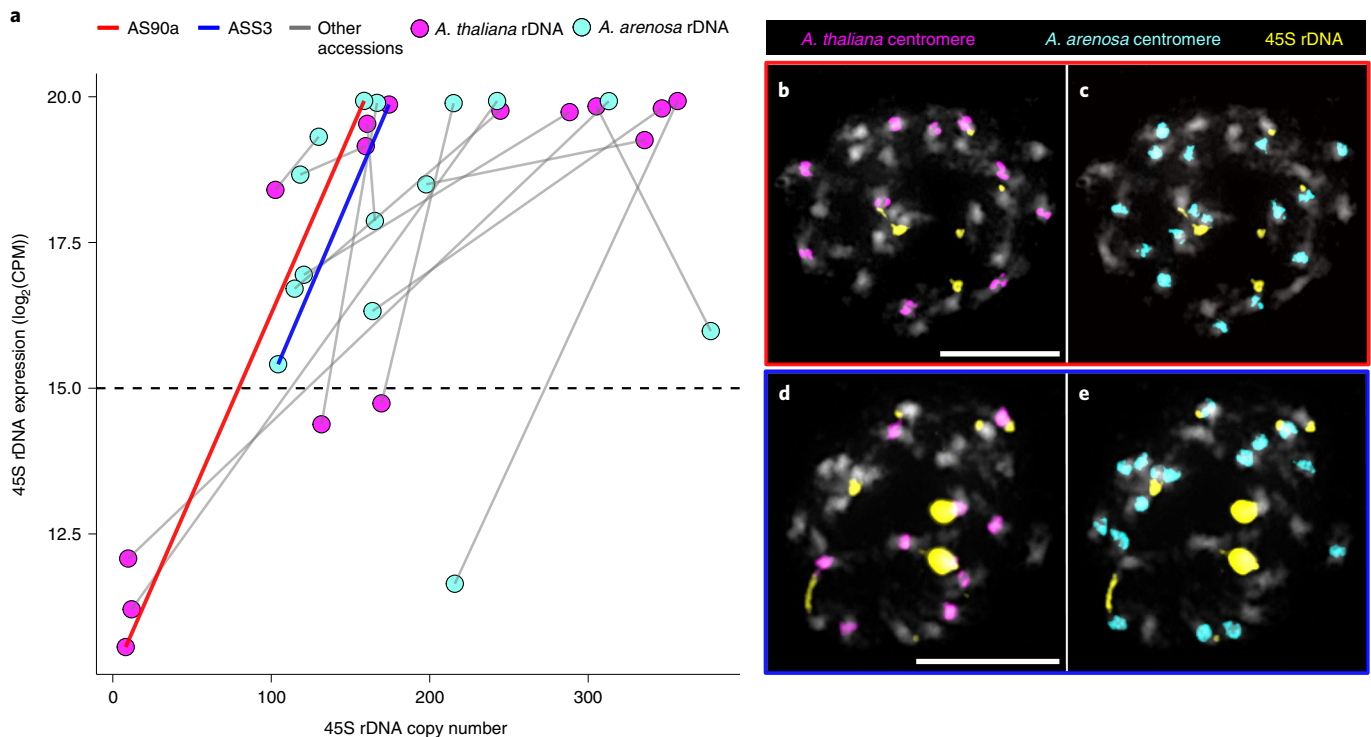 a
AS90a
ASS3
Other accessions
A. thaliana rDNA
A. arenosa rDNA
20.0
17.5
15.0
12.5
45S rDNA expression (log2(CPM))
0
100
200
300
45S rDNA copy number
A. thaliana centromere
A. arenosa centromere
45S rDNA
b
c
d
e